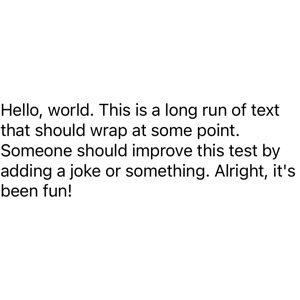 Hello, world. This is a long run of text
that should wrap at some point.
Someone should improve this test by
adding a joke or something. Alright, it's
been fun!